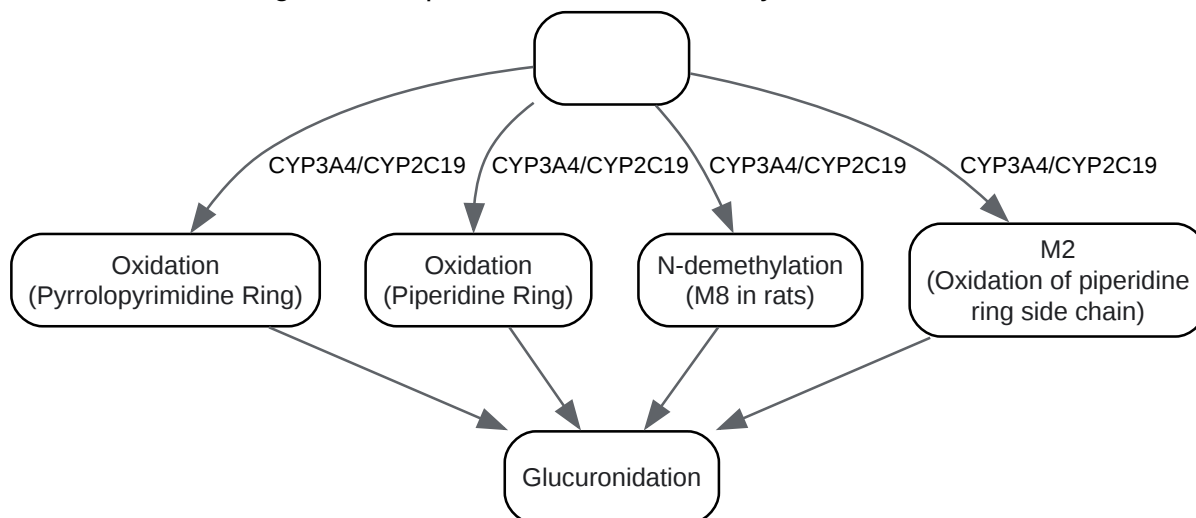 CYP3A4/CYP2C19
CYP3A4/CYP2C19
CYP3A4/CYP2C19
CYP3A4/CYP2C19
Oxidation
(Pyrrolopyrimidine Ring)
Oxidation
(Piperidine Ring)
N-demethylation
(M8 in rats)
M2
(Oxidation of piperidine
ring side chain)
Glucuronidation